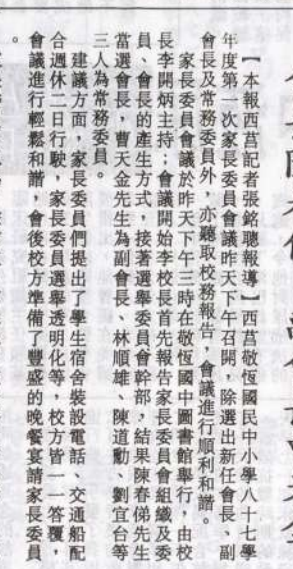 【本報西莒記者張銘聰報導】西莒敬恆國民中小學八十七學
年度第一次家長委員會議昨天下午召開，除選出新任會長、副
會長及常務委員外，亦聽取校務報告，會議進行順利和諧。
家長委員會議於昨天下午三時在敬恆國中圖書館舉行，由校
長李開炳主持；會議開始李校長首先報告家長委員會組織及委
員、會長的產生方式，接著選舉委員會幹部，結果陳春俤先生
當選會長，曹天金先生為副會長、林順雄、陳道勳、劉宜台等
三人為常務委員。
建議方面，家長委員們提出了學生宿舍裝設電話、交通船配
合週休二日行駛，家長委員選舉透明化等，校方皆一一答覆，
會議進行輕鬆和諧，會後校方準備了豐盛的晚餐宴請家長委員
。